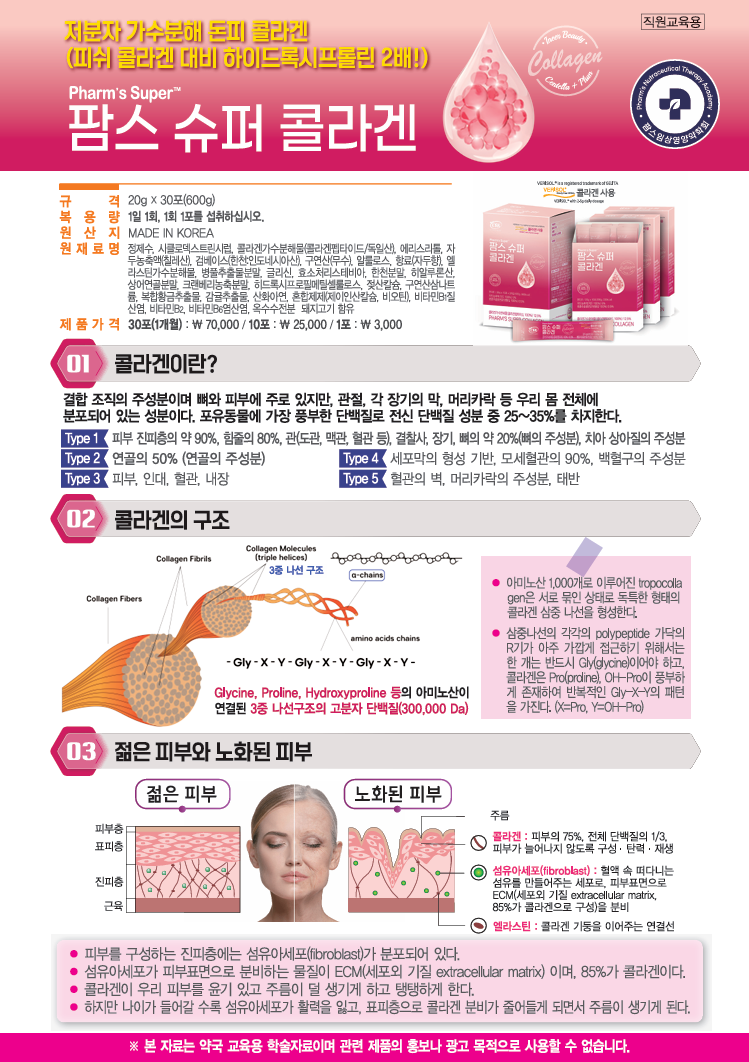 저분자 가수분해 돈피 콜라겐
(피쉬 콜라겐 대비 하이드록시프롤린 2배!)
직원교육용
Pharm's Super™
팜스 슈퍼 콜라겐
Inner Beauty
Collagen
Centella + Plum
Pharm's Nutraceutical Therapy Academy
팜스임상영양약학회
규 격 20g X 30포(600g)
복 용 량 1일 1회, 1회 1포를 섭취하십시오.
원 산 지 MADE IN KOREA
원 재 료 명 정제수, 시클로덱스트린시럽, 콜라겐가수분해물(콜라겐펩타이드/독일산), 에리스리톨, 자
두농축액(칠레산), 겔베이스(한천:인도네시아산), 구연산(무수), 알룰로스, 향료(자두향), 엘
라스틴가수분해물, 병풀추출물분말, 글리신, 효소처리스테비아, 한천분말, 히알루론산,
상어연골분말, 크랜베리농축분말, 히드록시프로필메틸셀룰로스, 젖산칼슘, 구연산삼나트
륨, 복합황금추출물, 감귤추출물, 산화아연, 혼합제제(제이인산칼슘, 비오틴), 비타민B1질
산염, 비타민B2, 비타민B6염산염, 옥수수전분 돼지고기 함유
제 품 가 격 30포(1개월) : ₩ 70,000 / 10포 : ₩ 25,000 / 1포 : ₩ 3,000
VERISOL® is a registered trademark of GELITA
VERISOL® 콜라겐 사용
VERISOL® with 2.5g daily dosage
팜스 슈퍼
콜라겐
팜스 슈퍼
콜라겐
01 콜라겐이란?
결합 조직의 주성분이며 뼈와 피부에 주로 있지만, 관절, 각 장기의 막, 머리카락 등 우리 몸 전체에
분포되어 있는 성분이다. 포유동물에 가장 풍부한 단백질로 전신 단백질 성분 중 25~35%를 차지한다.
Type 1 피부 진피층의 약 90%, 힘줄의 80%, 관(도관, 맥관, 혈관 등), 결찰사, 장기, 뼈의 약 20%(뼈의 주성분), 치아 상아질의 주성분
Type 2 연골의 50% (연골의 주성분)
Type 4 세포막의 형성 기반, 모세혈관의 90%, 백혈구의 주성분
Type 3 피부, 인대, 혈관, 내장
Type 5 혈관의 벽, 머리카락의 주성분, 태반
02 콜라겐의 구조
Collagen Fibers
Collagen Fibrils
Collagen Molecules
(triple helices)
3중 나선 구조
α-chains
amino acids chains
- Gly - X - Y - Gly - X - Y - Gly - X - Y -
Glycine, Proline, Hydroxyproline 등의 아미노산이
연결된 3중 나선구조의 고분자 단백질(300,000 Da)
● 아미노산 1,000개로 이루어진 tropocolla
gen은 서로 묶인 상태로 독특한 형태의
콜라겐 삼중 나선을 형성한다.
● 삼중나선의 각각의 polypeptide 가닥의
R기가 아주 가깝게 접근하기 위해서는
한 개는 반드시 Gly(glycine)이어야 하고,
콜라겐은 Pro(proline), OH-Pro이 풍부하
게 존재하여 반복적인 Gly-X-Y의 패턴
을 가진다. (X=Pro, Y=OH-Pro)
03 젊은 피부와 노화된 피부
젊은 피부
노화된 피부
피부층
표피층
진피층
근육
주름
콜라겐 : 피부의 75%, 전체 단백질의 1/3,
피부가 늘어나지 않도록 구성· 탄력 · 재생
섬유아세포(fibroblast) : 혈액 속 떠다니는
섬유를 만들어주는 세포로, 피부표면으로
ECM(세포외 기질 extracellular matrix,
85%가 콜라겐으로 구성)을 분비
엘라스틴 : 콜라겐 기둥을 이어주는 연결선
● 피부를 구성하는 진피층에는 섬유아세포(fibroblast)가 분포되어 있다.
● 섬유아세포가 피부표면으로 분비하는 물질이 ECM(세포외 기질 extracellular matrix) 이며, 85%가 콜라겐이다.
● 콜라겐이 우리 피부를 윤기 있고 주름이 덜 생기게 하고 탱탱하게 한다.
● 하지만 나이가 들어갈 수록 섬유아세포가 활력을 잃고, 표피층으로 콜라겐 분비가 줄어들게 되면서 주름이 생기게 된다.
※ 본 자료는 약국 교육용 학술자료이며 관련 제품의 홍보나 광고 목적으로 사용할 수 없습니다.